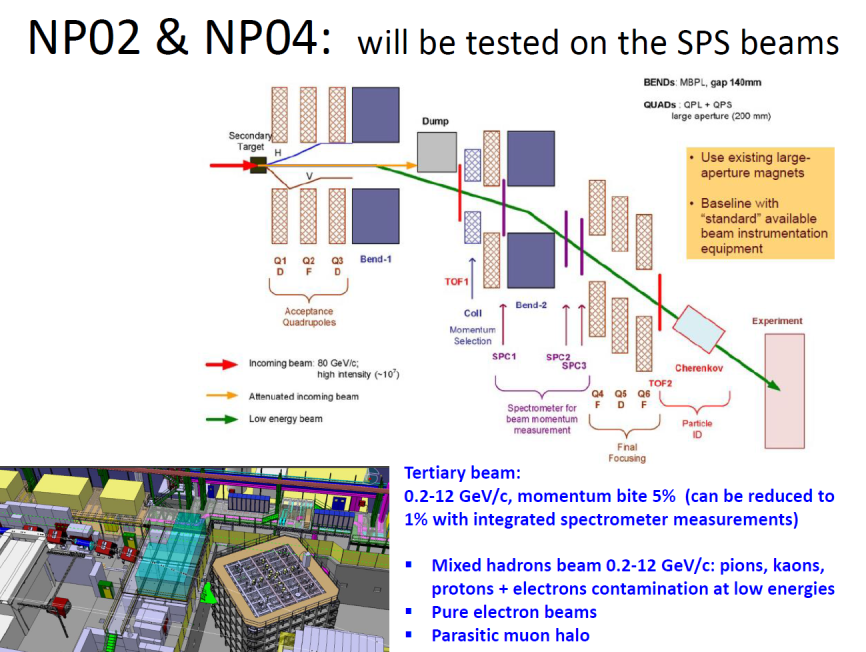 NP02 & NP04: will be tested on the SPS beams
BENDs: MBPL, gap 140mm
QUADs : QPL + QPS
large aperture (200 mm)
Dump
Secondary
Target
H
V
• Use existing large-
aperture magnets
• Baseline with
“standard” available
beam instrumentation
equipment
Q1 Q2 Q3 Bend-1
D F D
Acceptance
Quadrupoles
TOF1
Coll
Momentum
Selection
Bend-2
SPC1
SPC2
SPC3
Spectrometer for
beam momentum
measurement
Q4 Q5 Q6
F D F
Final
Focusing
TOF2
Cherenkov
Particle
ID
Experiment
Incoming beam: 80 GeV/c;
high intensity (~10⁷)
Attenuated incoming beam
Low energy beam
Tertiary beam:
0.2-12 GeV/c, momentum bite 5% (can be reduced to
1% with integrated spectrometer measurements)
▪ Mixed hadrons beam 0.2-12 GeV/c: pions, kaons,
protons + electrons contamination at low energies
▪ Pure electron beams
▪ Parasitic muon halo